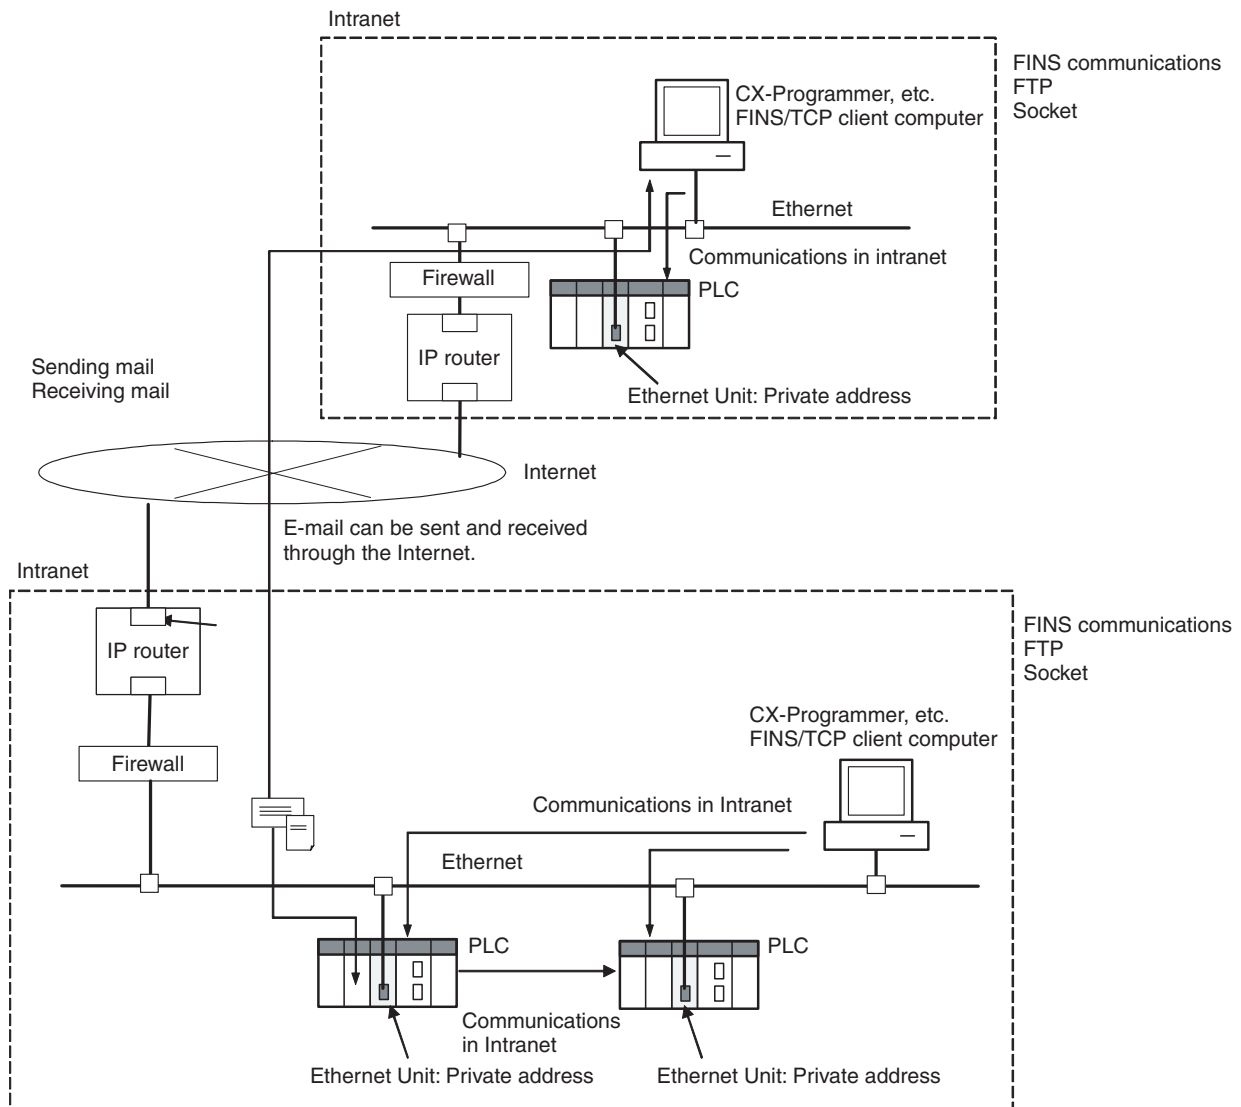 Intranet
FINS communications
FTP
Socket
CX-Programmer, etc.
FINS/TCP client computer
Ethernet
Communications in intranet
Firewall
PLC
IP router
Ethernet Unit: Private address
Sending mail
Receiving mail
Internet
E-mail can be sent and received
through the Internet.
Intranet
FINS communications
FTP
Socket
IP router
Firewall
CX-Programmer, etc.
FINS/TCP client computer
Communications in Intranet
Ethernet
PLC
PLC
Communications
in Intranet
Ethernet Unit: Private address
Ethernet Unit: Private address